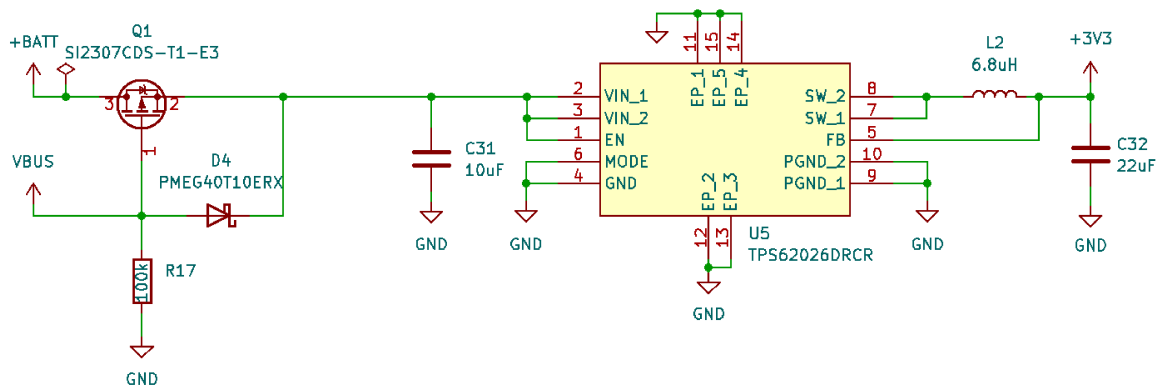 Q1
SI2307CDS-T1-E3
+BATT
3
2
1
VBUS
D4
PMEG40T10ERX
R17
100k
GND
C31
10uF
GND
GND
11
15
14
EP_1
EP_5
EP_4
2
VIN_1
3
VIN_2
1
EN
6
MODE
4
GND
SW_2
8
SW_1
7
FB
5
PGND_2
10
PGND_1
9
EP_2
EP_3
12
13
U5
TPS62026DRCR
GND
GND
L2
6.8uH
+3V3
C32
22uF
GND